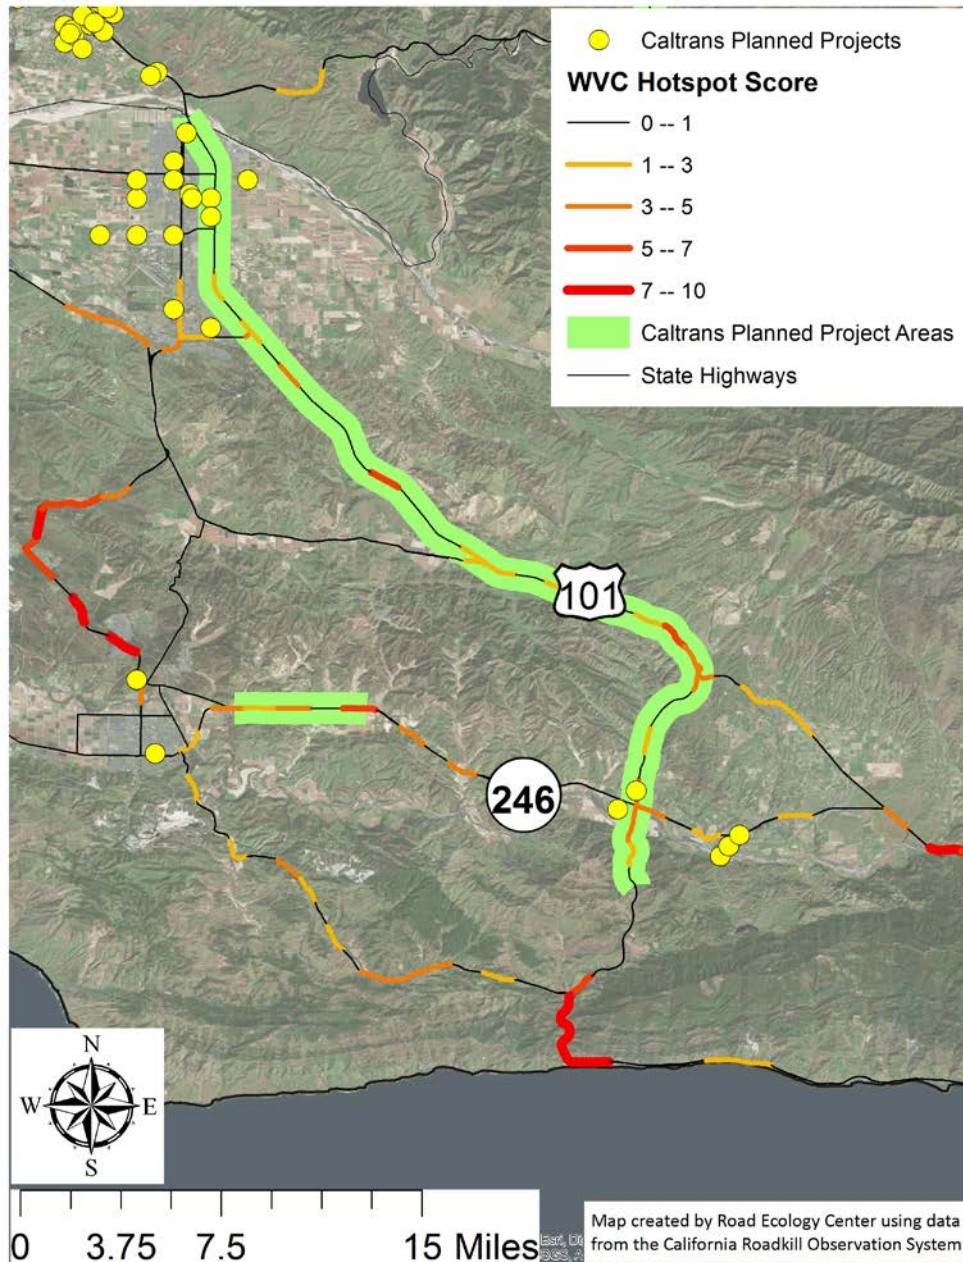 Caltrans Planned Projects
WVC Hotspot Score
0 -- 1
1 -- 3
3 -- 5
5 -- 7
7 -- 10
Caltrans Planned Project Areas
State Highways
101
246
N
W E
S
0 3.75 7.5 15 Miles
Map created by Road Ecology Center using data
from the California Roadkill Observation System